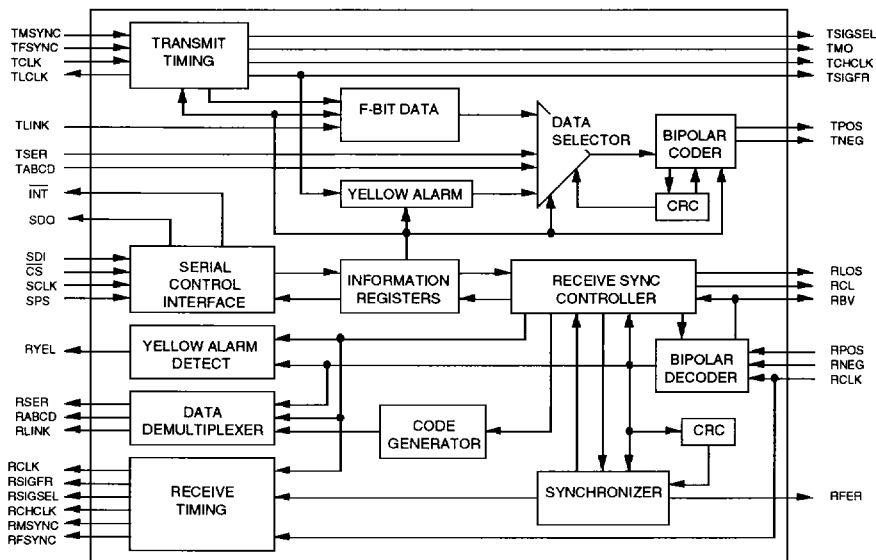 TMSYNC
TFSYNC
TCLK
TLCLK
TRANSMIT
TIMING
TSIGSEL
TMO
TCHCLK
TSIGFR
TLINK
F-BIT DATA
DATA
SELECTOR
BIPOLAR
CODER
TPOS
TNEG
TSER
TABCD
INT
YELLOW ALARM
CRC
SDO
SDI
CS
SCLK
SPS
SERIAL
CONTROL
INTERFACE
INFORMATION
REGISTERS
RECEIVE SYNC
CONTROLLER
RLOS
RCL
RBV
RYEL
YELLOW ALARM
DETECT
BIPOLAR
DECODER
RPOS
RNEG
RCLK
RSER
RABCD
RLINK
DATA
DEMULTIPLEXER
CODE
GENERATOR
CRC
RCLK
RSIGFR
RSIGSEL
RCHCLK
RMSYNC
RFSYNC
RECEIVE
TIMING
SYNCHRONIZER
RFER